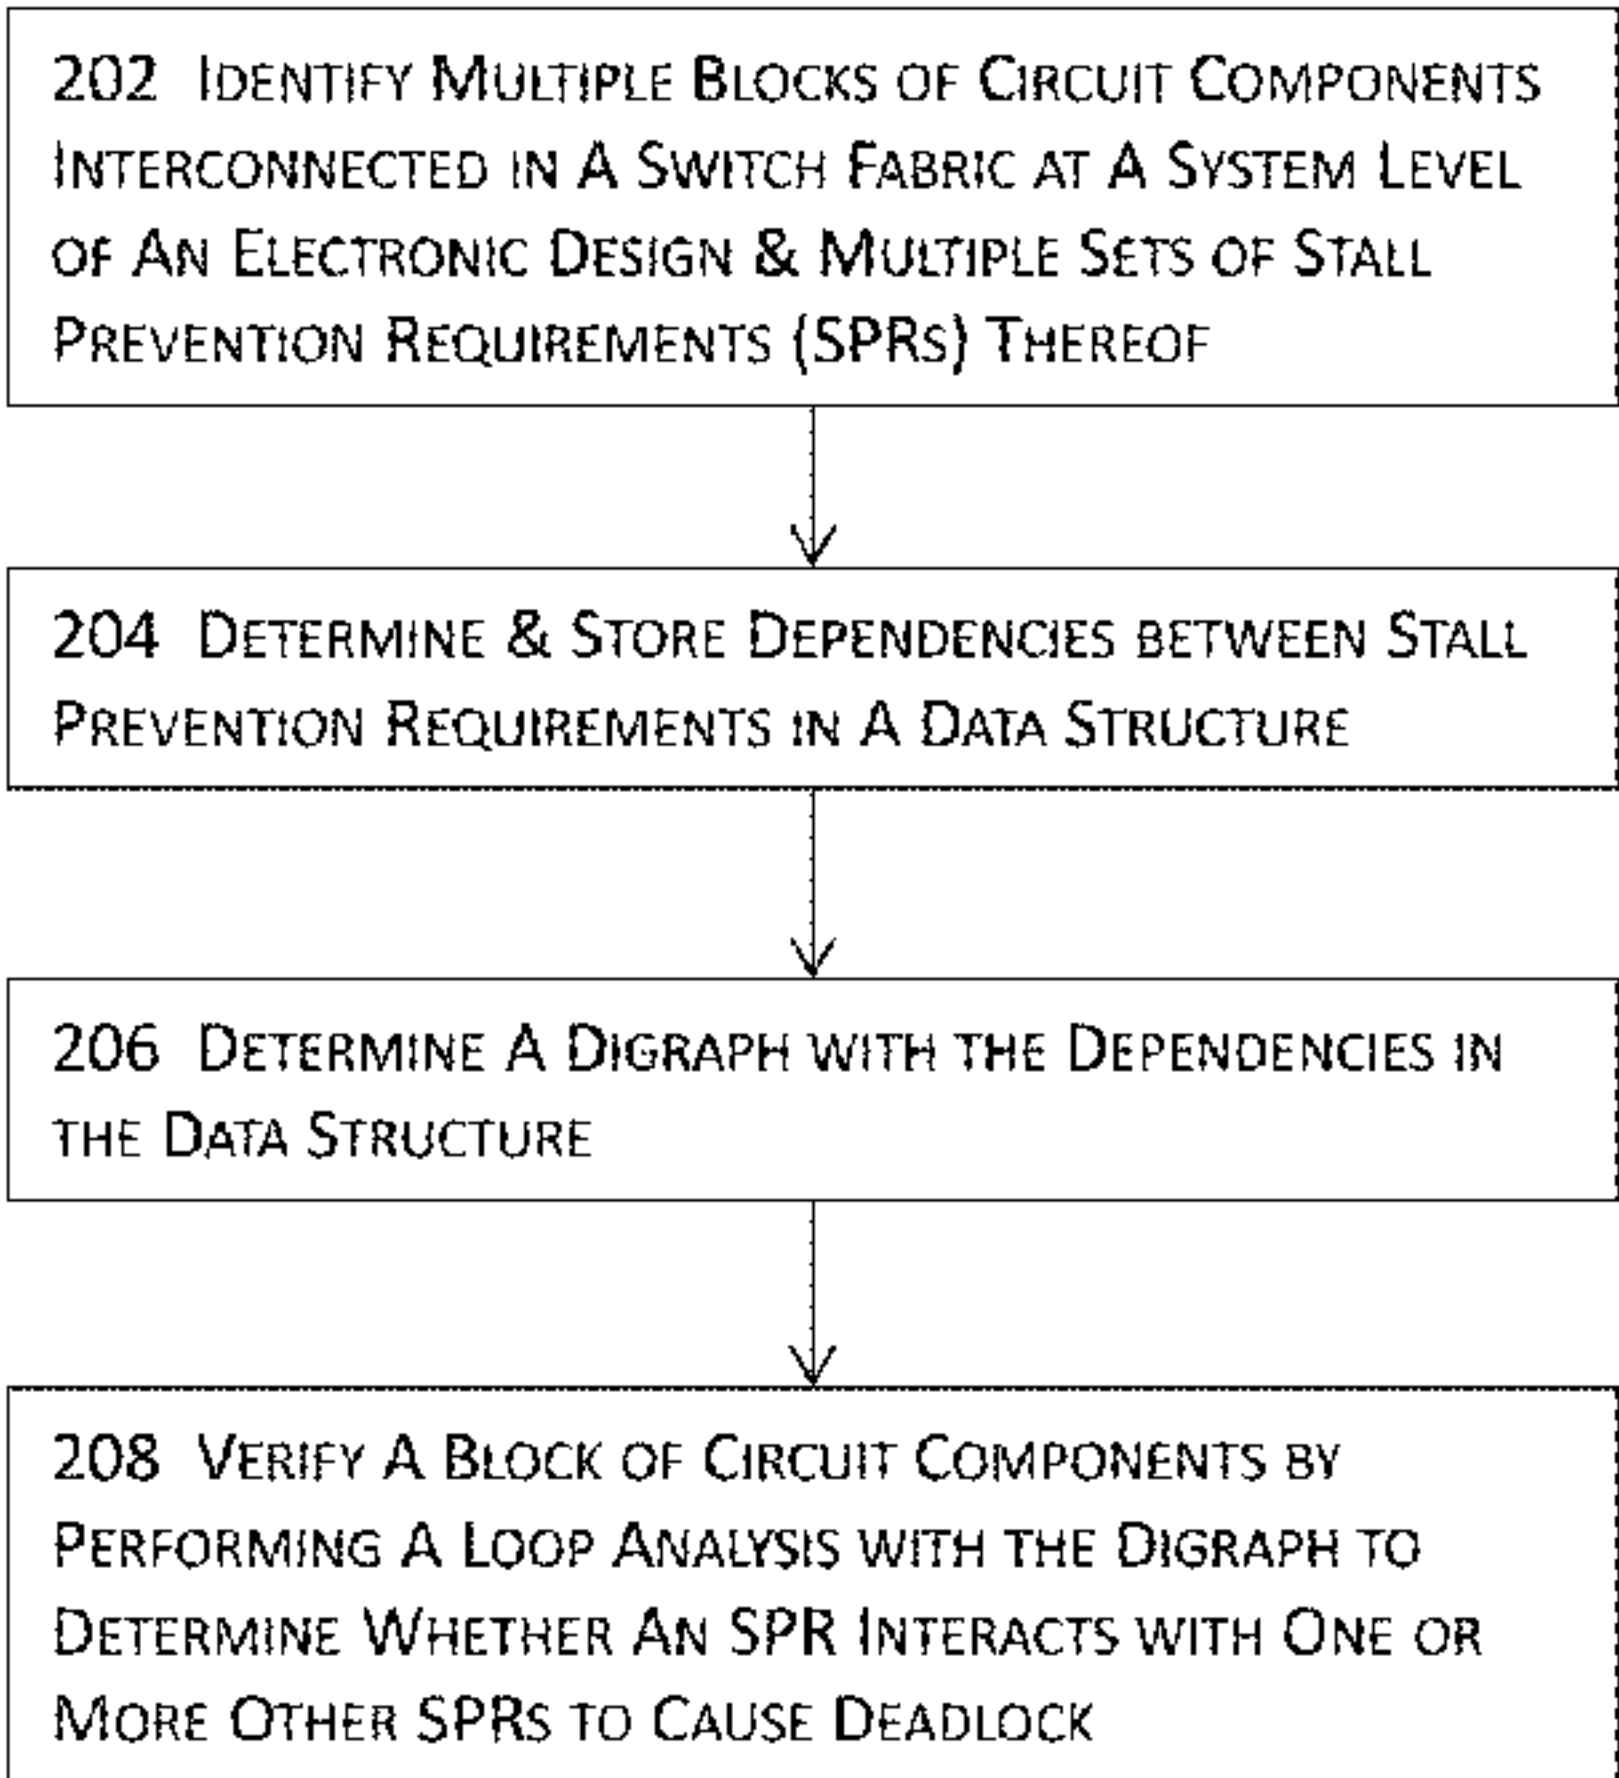 202 Identify Multiple Blocks of Circuit Components
Interconnected in A Switch Fabric at A System Level
of An Electronic Design & Multiple Sets of Stall
Prevention Requirements (SPRs) Thereof
204 Determine & Store Dependencies between Stall
Prevention Requirements in A Data Structure
206 Determine A Digraph with the Dependencies in
the Data Structure
208 Verify A Block of Circuit Components by
Performing A Loop Analysis with the Digraph to
Determine Whether An SPR Interacts with One or
More Other SPRs to Cause Deadlock